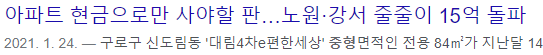 아파트 현금으로만 사야할 판...노원·강서 줄줄이 15억 돌파
2021. 1. 24. — 구로구 신도림동 '대림4차e편한세상' 중형면적인 전용 84㎡가 지난달 14